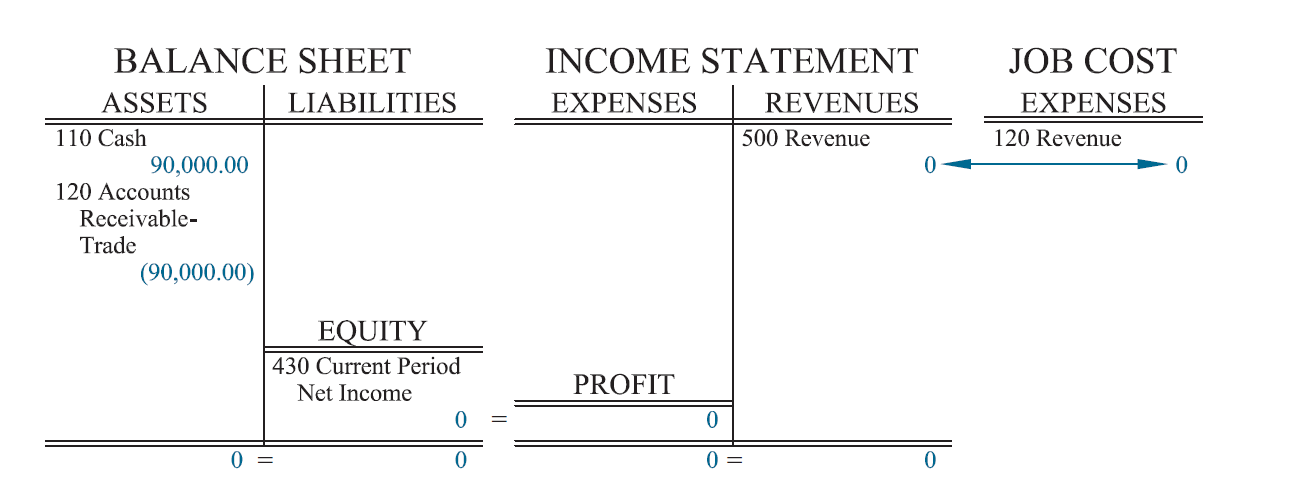 BALANCE SHEET INCOME STATEMENT JOB COST
ASSETS LIABILITIES EXPENSES REVENUES EXPENSES
110 Cash 500 Revenue 120 Revenue
90,000.00 0 0
120 Accounts
Receivable-
Trade
(90,000.00)
EQUITY
430 Current Period
Net Income PROFIT
0 = 0
0 = 0 0 = 0